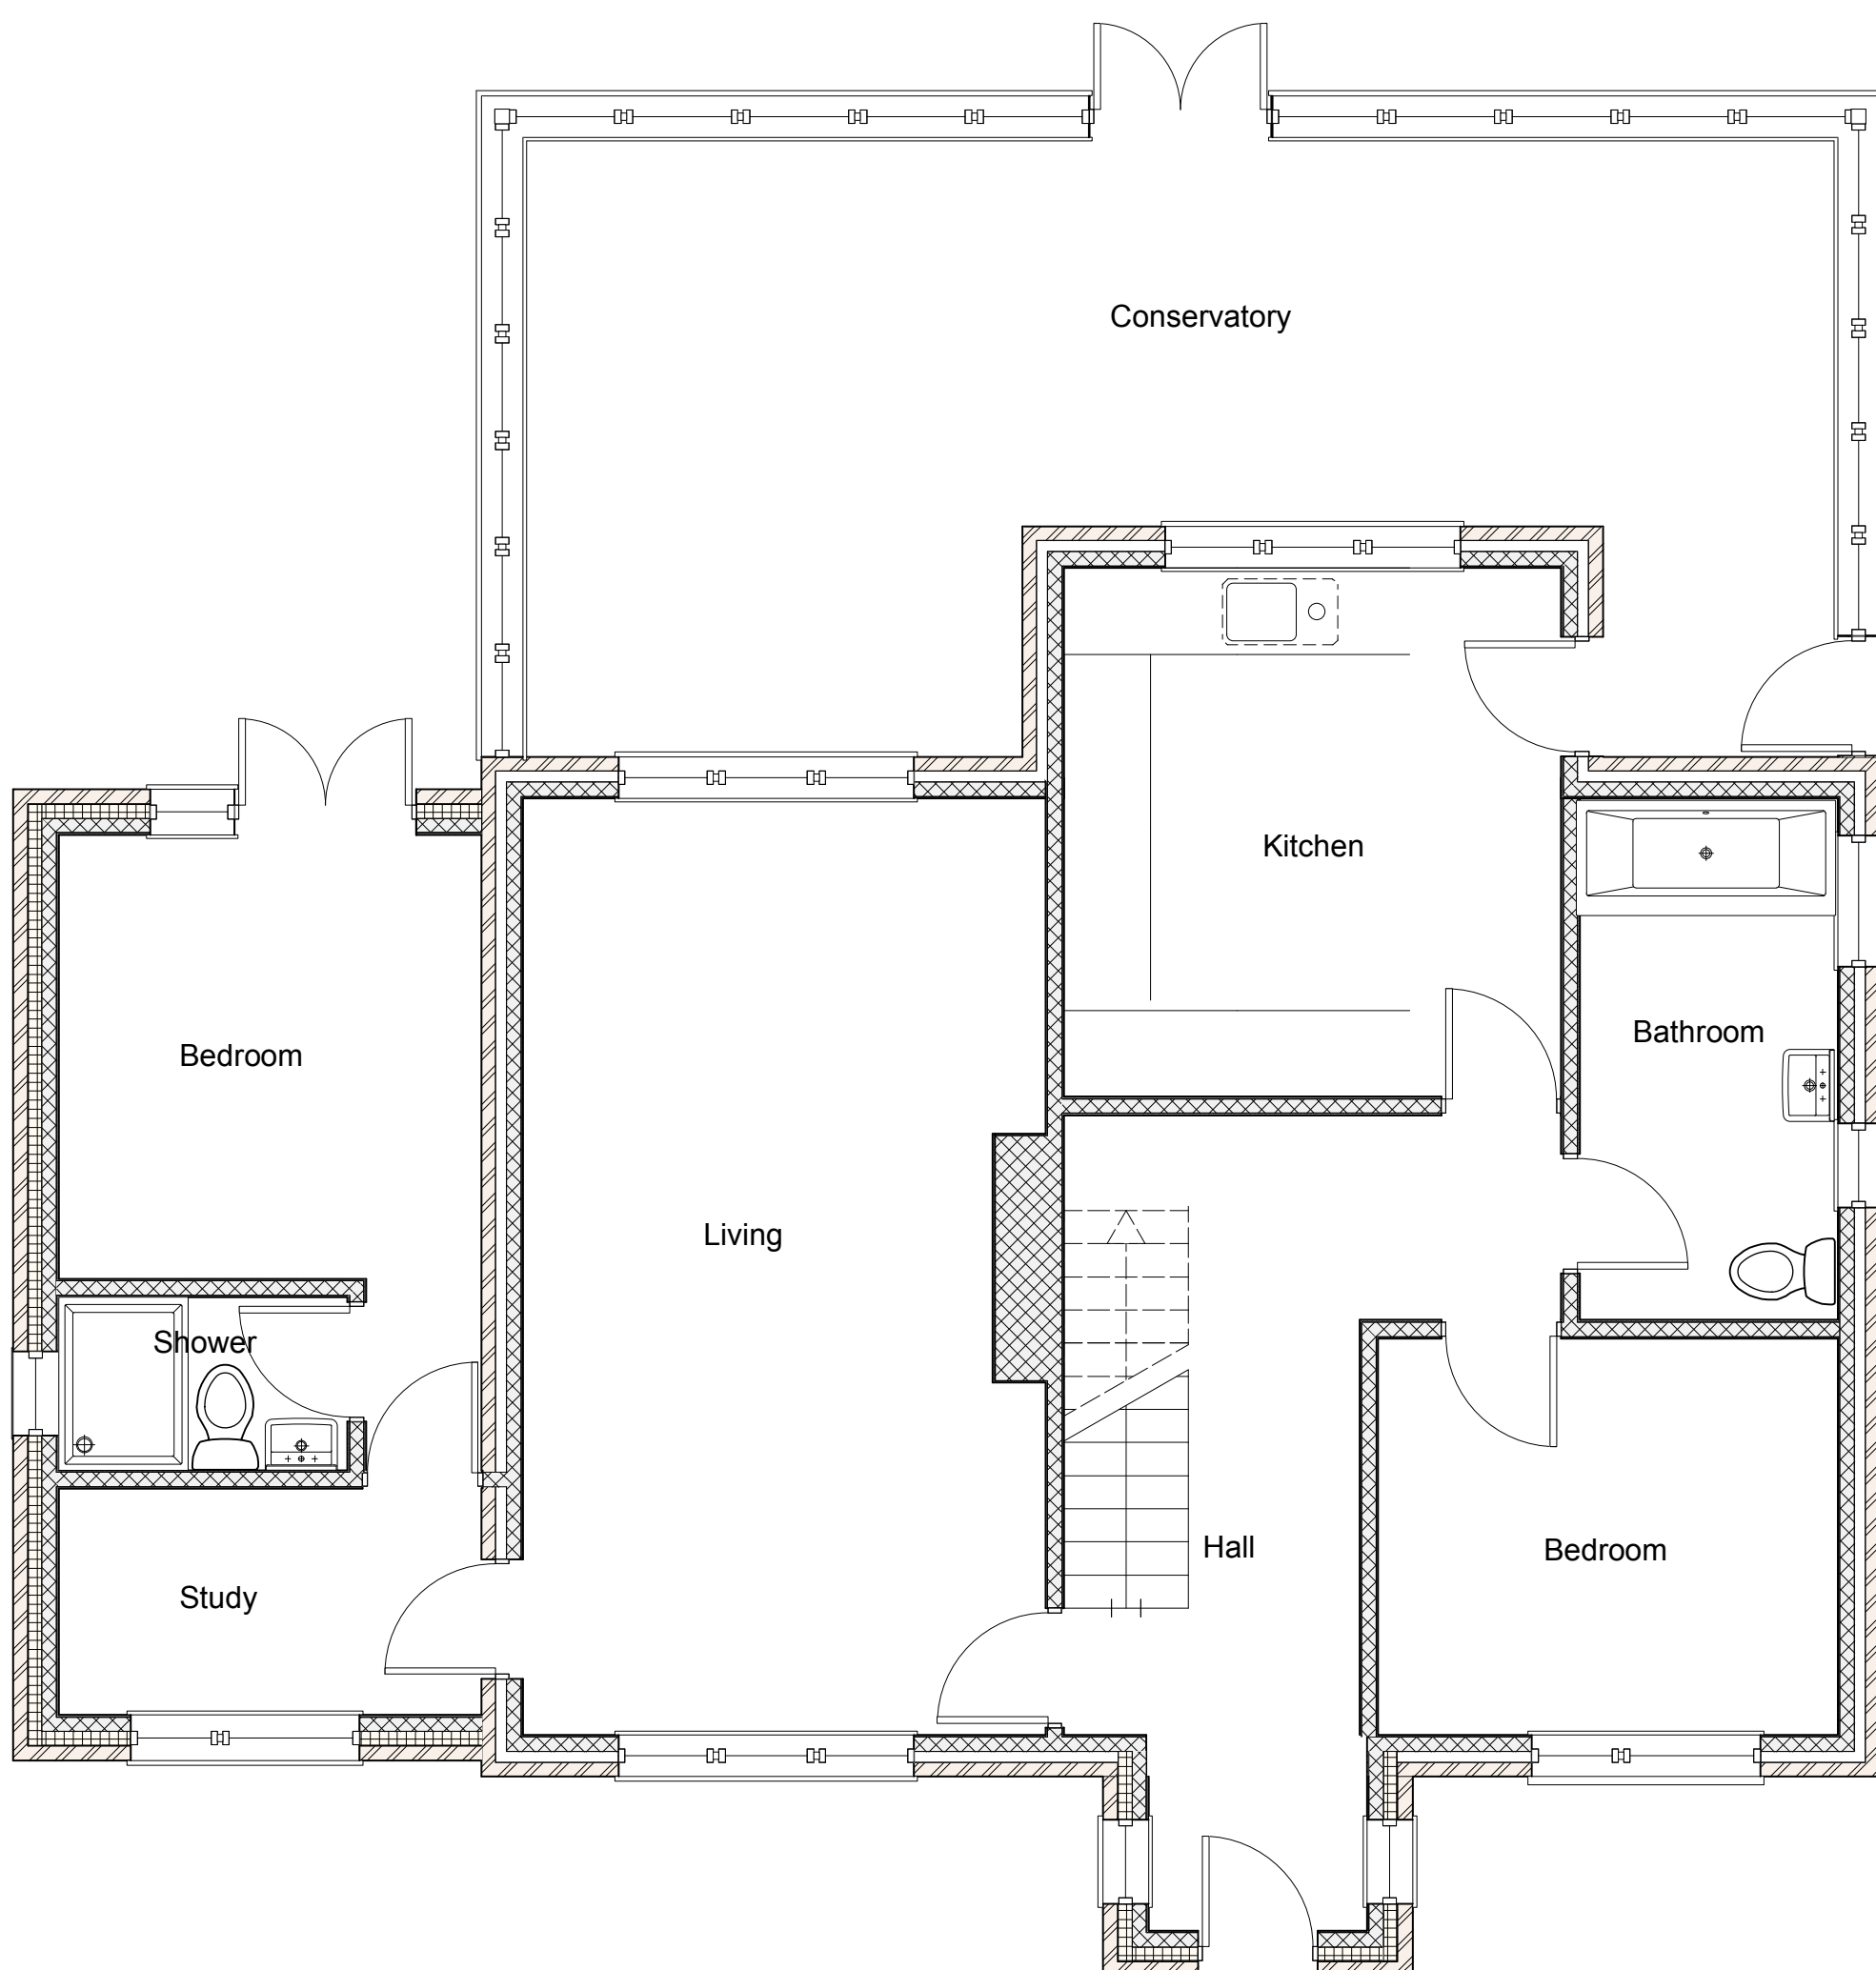 Conservatory
Kitchen
Bathroom
Bedroom
Living
Shower
Hall
Bedroom
Study